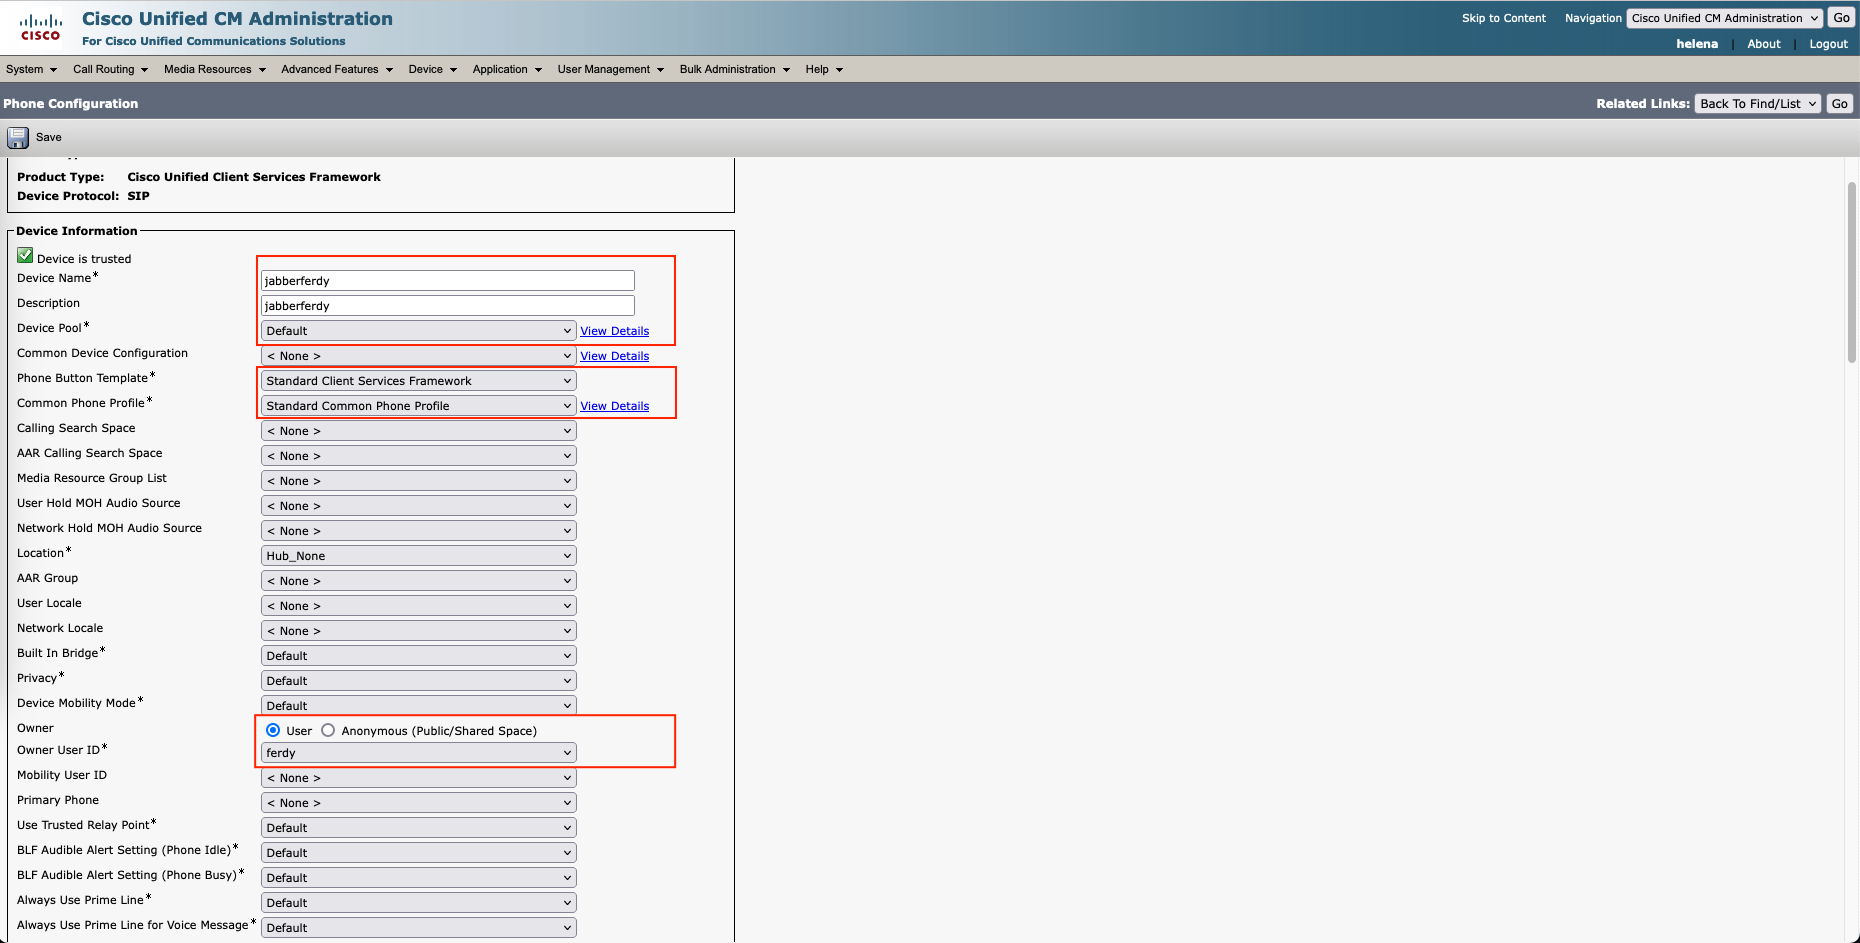 Cisco Unified CM Administration
For Cisco Unified Communications Solutions
CISCO
Skip to Content Navigation Cisco Unified CM Administration Go
helena | About | Logout
System Call Routing Media Resources Advanced Features Device Application User Management Bulk Administration Help
Phone Configuration
Related Links: Back To Find/List Go
Save
Product Type: Cisco Unified Client Services Framework
Device Protocol: SIP
Device Information
Device is trusted
Device Name* jabberferdy
Description jabberferdy
Device Pool* Default View Details
Common Device Configuration < None > View Details
Phone Button Template* Standard Client Services Framework
Common Phone Profile* Standard Common Phone Profile View Details
Calling Search Space < None >
AAR Calling Search Space < None >
Media Resource Group List < None >
User Hold MOH Audio Source < None >
Network Hold MOH Audio Source < None >
Location* Hub_None
AAR Group < None >
User Locale < None >
Network Locale < None >
Built In Bridge* Default
Privacy* Default
Device Mobility Mode* Default
Owner User Anonymous (Public/Shared Space)
Owner User ID* ferdy
Mobility User ID < None >
Primary Phone < None >
Use Trusted Relay Point* Default
BLF Audible Alert Setting (Phone Idle)* Default
BLF Audible Alert Setting (Phone Busy)* Default
Always Use Prime Line* Default
Always Use Prime Line for Voice Message* Default